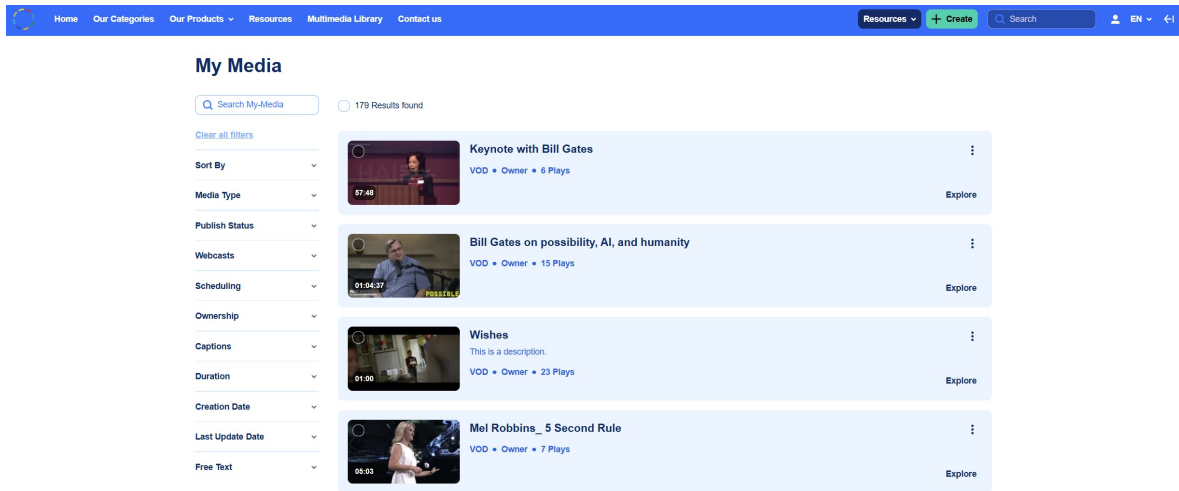 Home Our Categories Our Products Resources Multimedia Library Contact us Resources + Create Search EN
My Media
Search My-Media
179 Results found
Clear all filters
Sort By
Media Type
Publish Status
Webcasts
Scheduling
Ownership
Captions
Duration
Creation Date
Last Update Date
Free Text
57:48
Keynote with Bill Gates
VOD • Owner • 6 Plays
Explore
01:04:37
POSSIBLE
Bill Gates on possibility, AI, and humanity
VOD • Owner • 15 Plays
Explore
01:00
Wishes
This is a description.
VOD • Owner • 23 Plays
Explore
05:03
Mel Robbins_ 5 Second Rule
VOD • Owner • 7 Plays
Explore